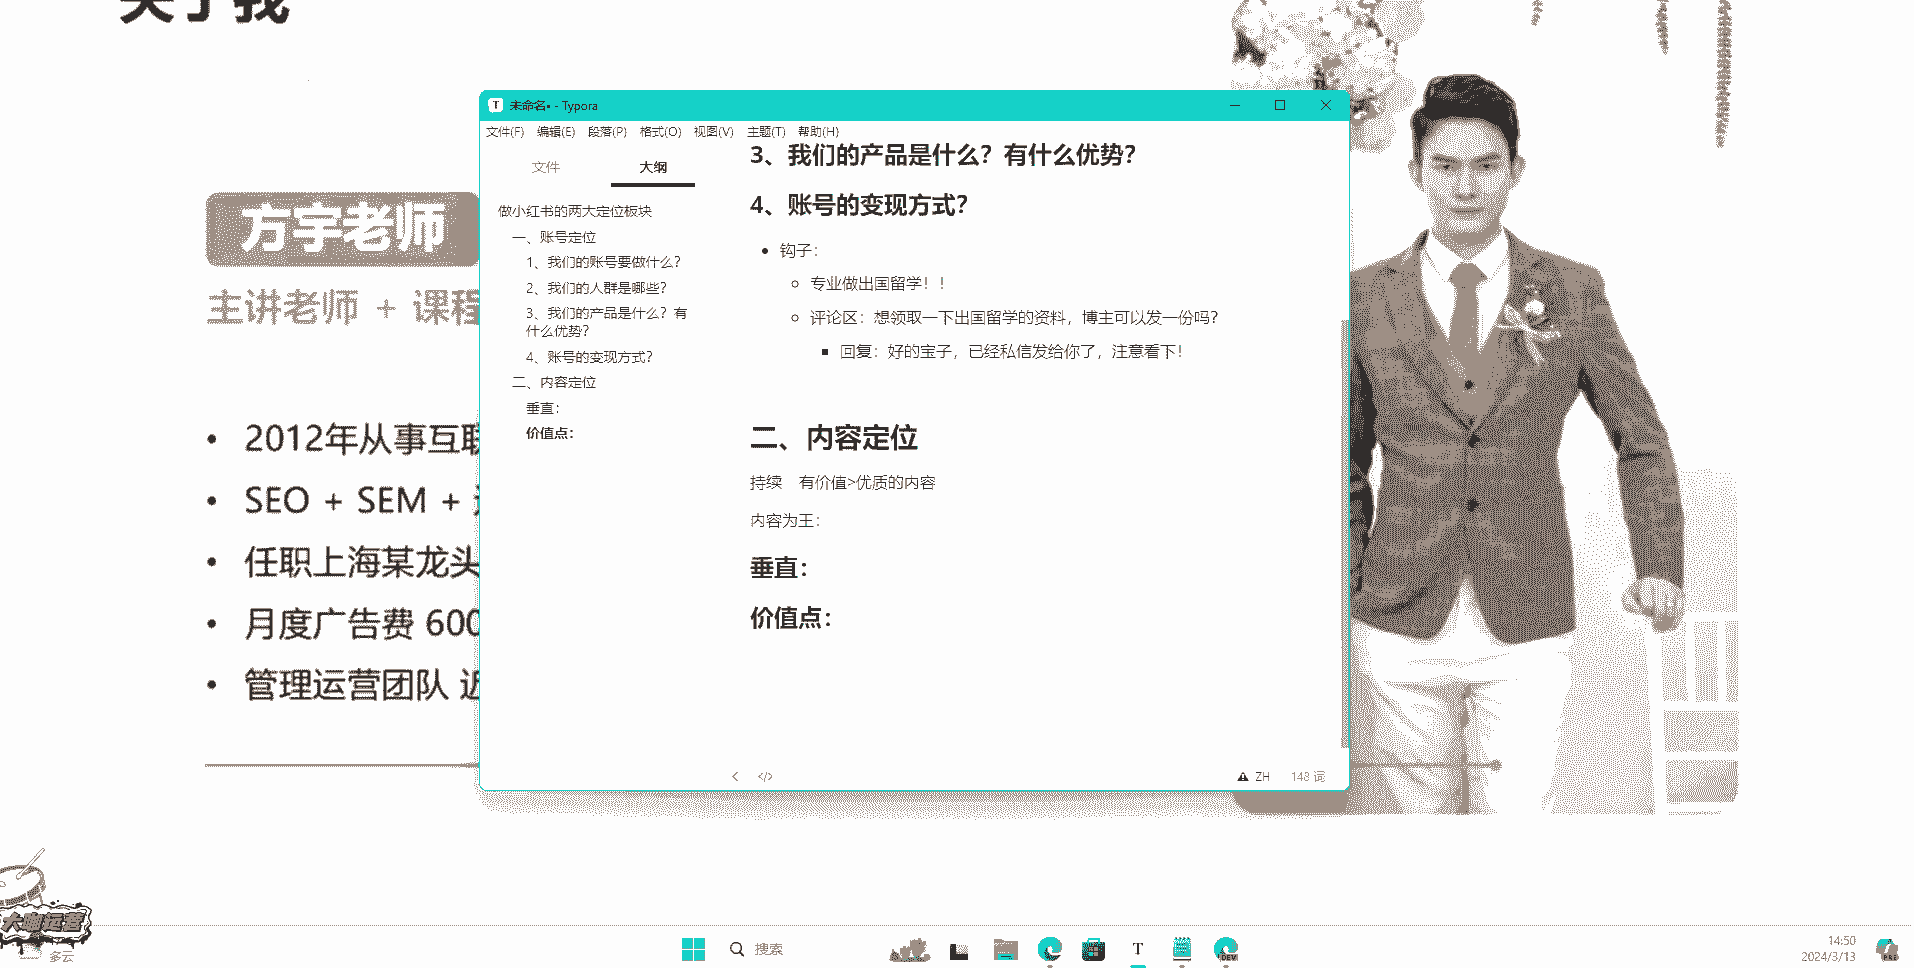 关于我
方宇老师
主讲老师 + 课程
2012年从事互联
SEO + SEM +
任职上海某龙头
月度广告费 600
管理运营团队 近
未命名• - Typora
文件(F) 编辑(E) 段落(P) 格式(O) 视图(V) 主题(T) 帮助(H)
文件 大纲
做小红书的两大定位板块
一、账号定位
1、我们的账号要做什么？
2、我们的人群是哪些？
3、我们的产品是什么？有
什么优势？
4、账号的变现方式？
二、内容定位
垂直：
价值点：
3、我们的产品是什么？有什么优势？
4、账号的变现方式？
钩子：
专业做出国留学！！
评论区：想领取一下出国留学的资料，博主可以发一份吗？
回复：好的宝子，已经私信发给你了，注意看下！
二、内容定位
持续 有价值>优质的内容
内容为王：
垂直：
价值点：
</> ZH 148 词
大咖运营
多云
搜索
T
DEV
14:50
2024/3/13
PRE